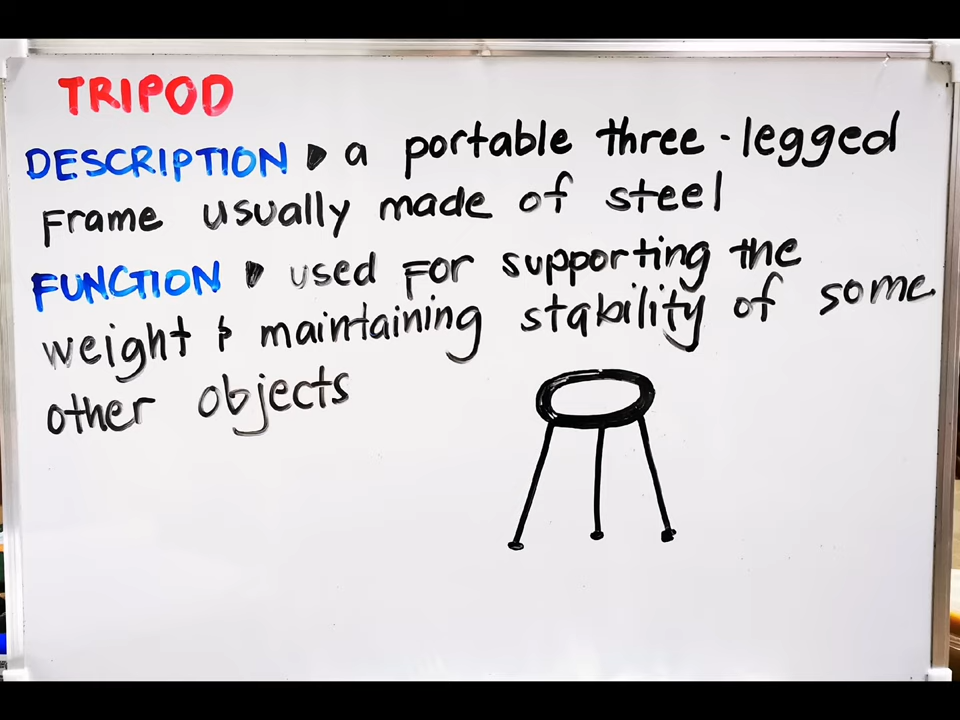 TRIPOD
DESCRIPTION a portable three-legged
Frame usually made of steel
FUNCTION used for supporting the
weight & maintaining stability of some
other objects